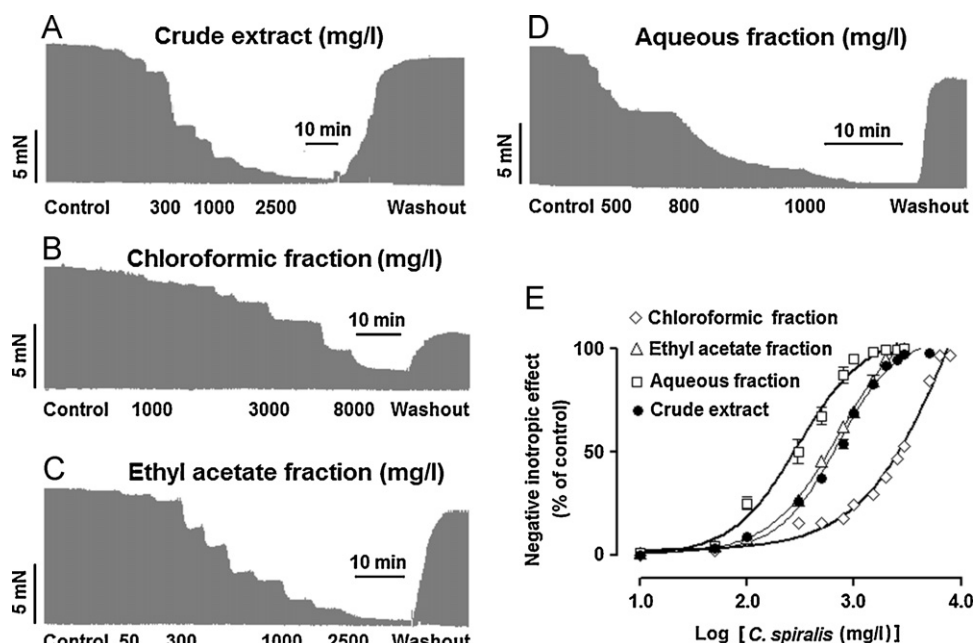 A
Crude extract (mg/l)
5 mN
10 min
Control 300 1000 2500 Washout
B
Chloroformic fraction (mg/l)
5 mN
10 min
Control 1000 3000 8000 Washout
C
Ethyl acetate fraction (mg/l)
5 mN
10 min
Control 50 300 1000 2500 Washout
D
Aqueous fraction (mg/l)
5 mN
10 min
Control 500 800 1000 Washout
E
Chloroformic fraction
Ethyl acetate fraction
Aqueous fraction
Crude extract
Negative inotropic effect
(% of control)
100
50
0
1.0 2.0 3.0 4.0
Log [C. spiralis (mg/l)]